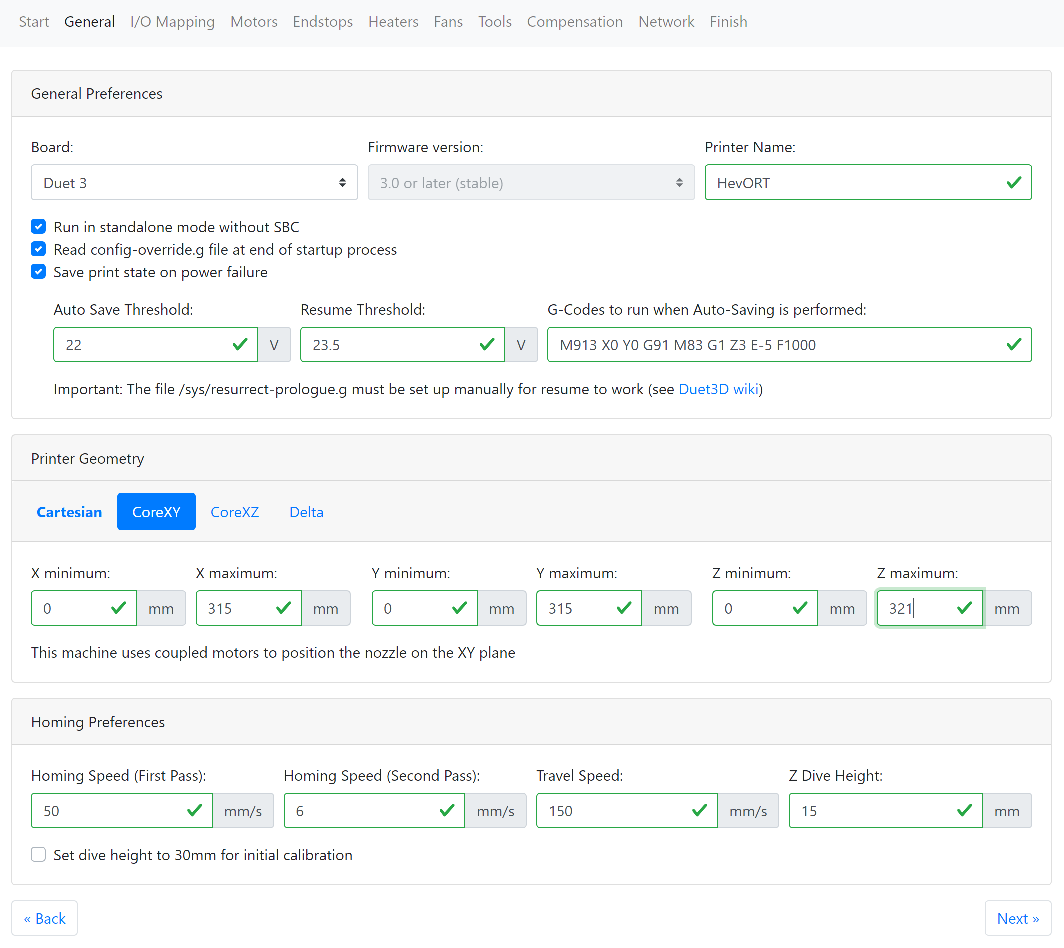 Start General I/O Mapping Motors Endstops Heaters Fans Tools Compensation Network Finish
General Preferences
Board: Firmware version: Printer Name:
Duet 3 3.0 or later (stable) HevORT
Run in standalone mode without SBC
Read config-override.g file at end of startup process
Save print state on power failure
Auto Save Threshold: Resume Threshold: G-Codes to run when Auto-Saving is performed:
22 V 23.5 V M913 X0 Y0 G91 M83 G1 Z3 E-5 F1000
Important: The file /sys/resurrect-prologue.g must be set up manually for resume to work (see Duet3D wiki)
Printer Geometry
Cartesian CoreXY CoreXZ Delta
X minimum: X maximum: Y minimum: Y maximum: Z minimum: Z maximum:
0 mm 315 mm 0 mm 315 mm 0 mm 321 mm
This machine uses coupled motors to position the nozzle on the XY plane
Homing Preferences
Homing Speed (First Pass): Homing Speed (Second Pass): Travel Speed: Z Dive Height:
50 mm/s 6 mm/s 150 mm/s 15 mm
Set dive height to 30mm for initial calibration
« Back Next »